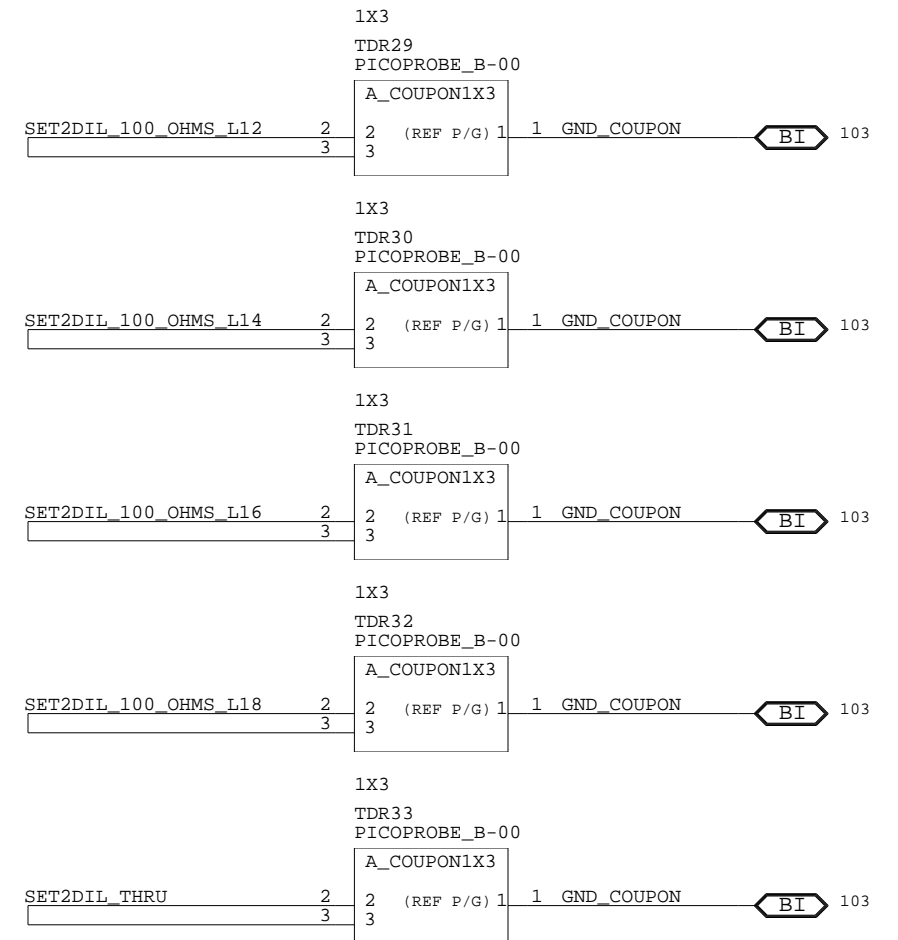 1X3
TDR29
PICOPROBE_B-00
A_COUPON1X3
SET2DIL_100_OHMS_L12 2 2 (REF P/G) 1 1 GND_COUPON BI 103
3 3
1X3
TDR30
PICOPROBE_B-00
A_COUPON1X3
SET2DIL_100_OHMS_L14 2 2 (REF P/G) 1 1 GND_COUPON BI 103
3 3
1X3
TDR31
PICOPROBE_B-00
A_COUPON1X3
SET2DIL_100_OHMS_L16 2 2 (REF P/G) 1 1 GND_COUPON BI 103
3 3
1X3
TDR32
PICOPROBE_B-00
A_COUPON1X3
SET2DIL_100_OHMS_L18 2 2 (REF P/G) 1 1 GND_COUPON BI 103
3 3
1X3
TDR33
PICOPROBE_B-00
A_COUPON1X3
SET2DIL_THRU 2 2 (REF P/G) 1 1 GND_COUPON BI 103
3 3